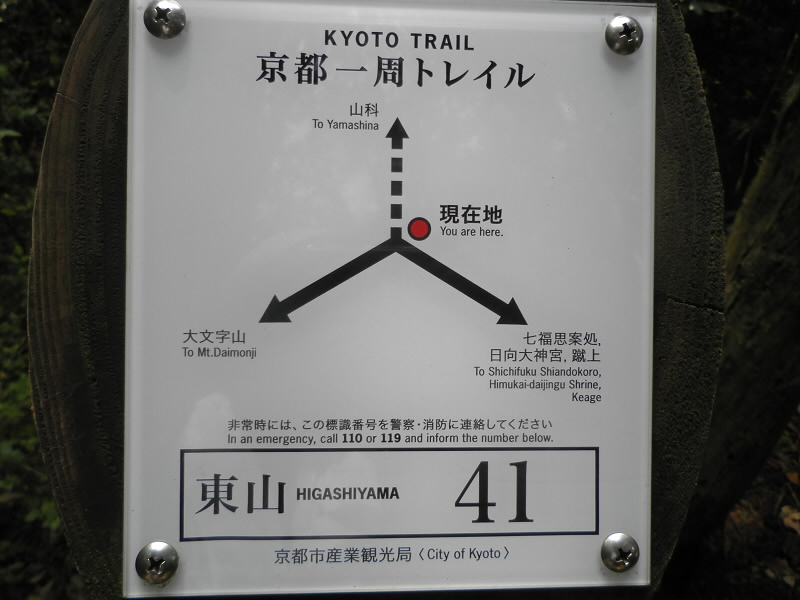 KYOTO TRAIL
京都一周トレイル
山科
To Yamashina
現在地
You are here.
大文字山
To Mt.Daimonji
七福思案処,
日向大神宮, 蹴上
To Shichifuku Shiandokoro,
Himukai-daijingu Shrine,
Keage
非常時には、この標識番号を警察・消防に連絡してください
In an emergency, call 110 or 119 and inform the number below.
東山 HIGASHIYAMA 41
京都市産業観光局〈City of Kyoto〉